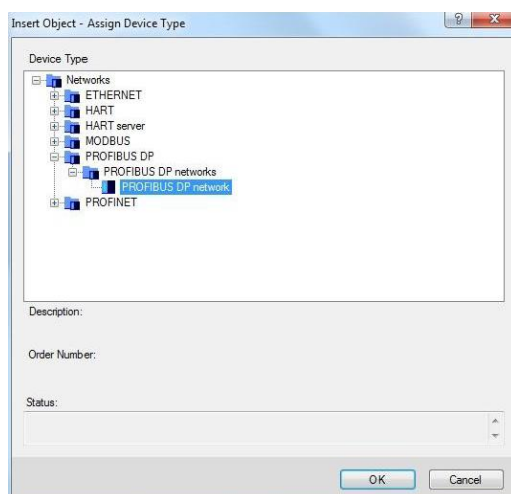 Insert Object - Assign Device Type
Device Type
Networks
ETHERNET
HART
HART server
MODBUS
PROFIBUS DP
PROFIBUS DP networks
PROFIBUS DP network
PROFINET
Description:
Order Number:
Status:
OK
Cancel